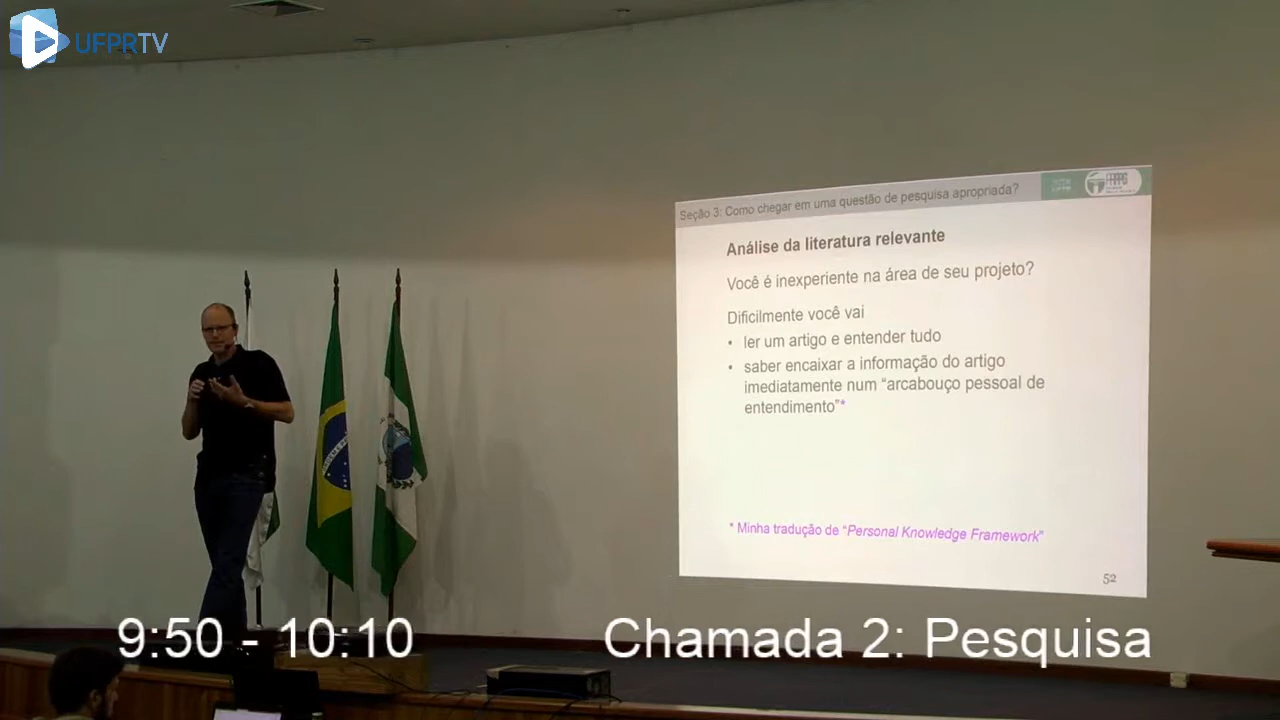 UFPRTV
Seção 3: Como chegar em uma questão de pesquisa apropriada?
Análise da literatura relevante
Você é inexperiente na área de seu projeto?
Dificilmente você vai
• ler um artigo e entender tudo
• saber encaixar a informação do artigo
imediatamente num “arcabouço pessoal de
entendimento”*
* Minha tradução de “Personal Knowledge Framework”
52
9:50 - 10:10
Chamada 2: Pesquisa